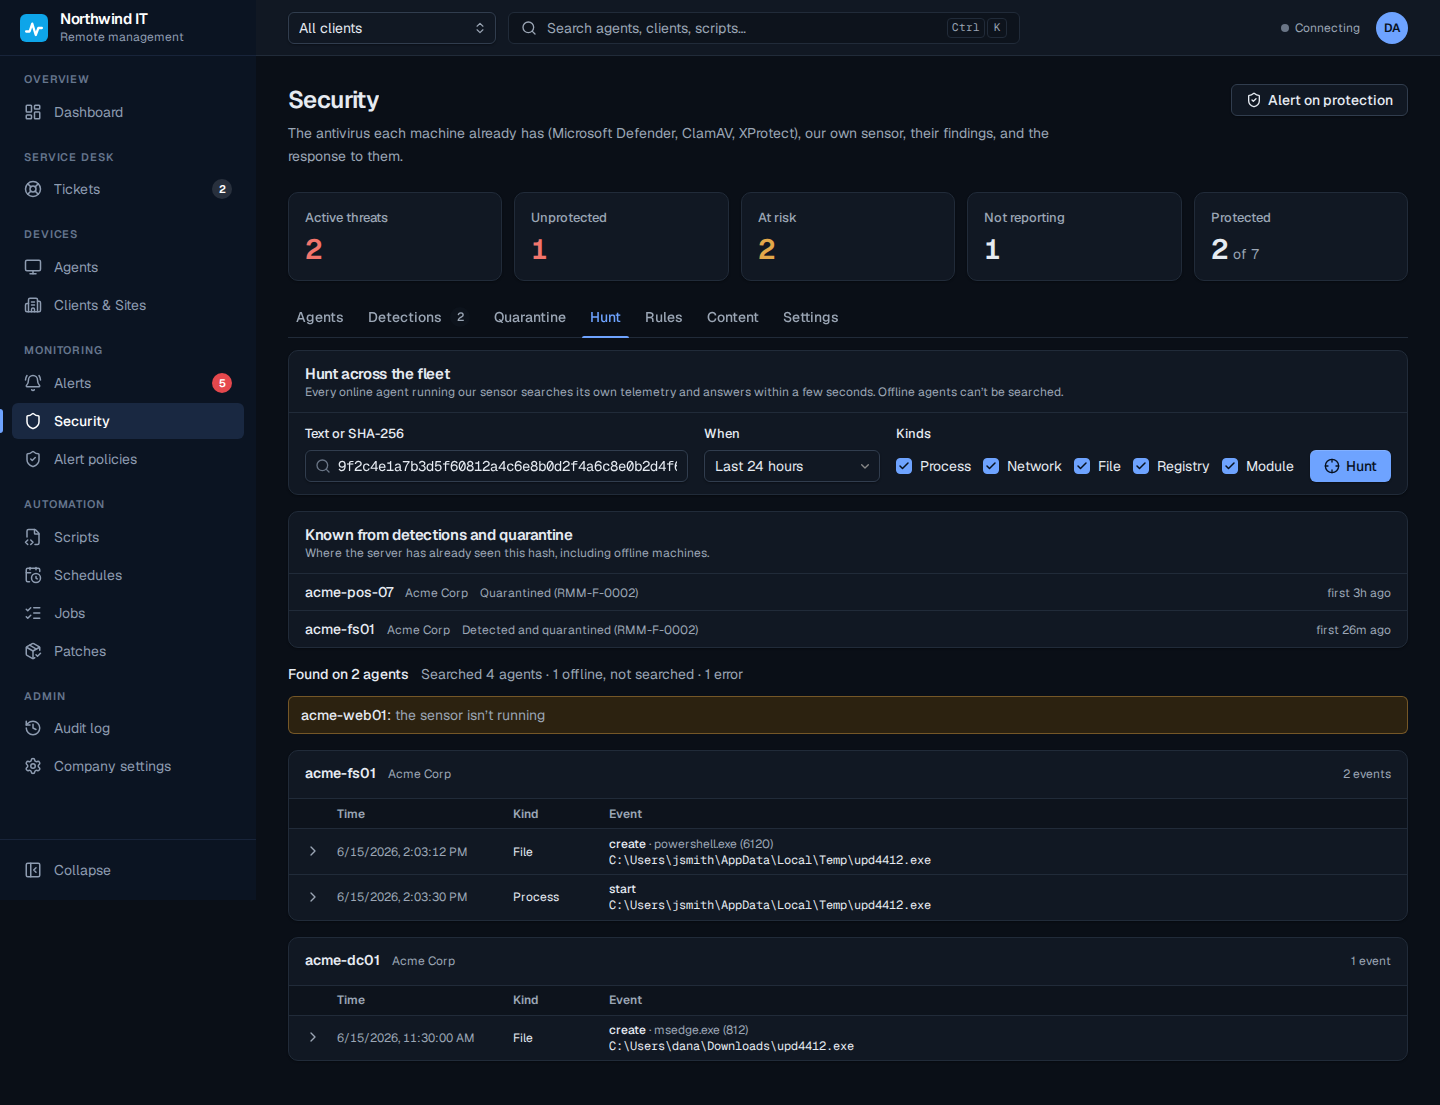 Northwind IT
Remote management
All clients
Search agents, clients, scripts...
Ctrl K
Connecting
DA
OVERVIEW
Dashboard
SERVICE DESK
Tickets 2
DEVICES
Agents
Clients & Sites
MONITORING
Alerts 5
Security
Alert policies
AUTOMATION
Scripts
Schedules
Jobs
Patches
ADMIN
Audit log
Company settings
Collapse
Security
Alert on protection
The antivirus each machine already has (Microsoft Defender, ClamAV, XProtect), our own sensor, their findings, and the
response to them.
Active threats
2
Unprotected
1
At risk
2
Not reporting
1
Protected
2 of 7
Agents Detections 2 Quarantine Hunt Rules Content Settings
Hunt across the fleet
Every online agent running our sensor searches its own telemetry and answers within a few seconds. Offline agents can't be searched.
Text or SHA-256 When Kinds
9f2c4e1a7b3d5f60812a4c6e8b0d2f4a6c8e0b2d4f Last 24 hours Process Network File Registry Module Hunt
Known from detections and quarantine
Where the server has already seen this hash, including offline machines.
acme-pos-07 Acme Corp Quarantined (RMM-F-0002) first 3h ago
acme-fs01 Acme Corp Detected and quarantined (RMM-F-0002) first 26m ago
Found on 2 agents Searched 4 agents · 1 offline, not searched · 1 error
acme-web01: the sensor isn't running
acme-fs01 Acme Corp 2 events
Time Kind Event
6/15/2026, 2:03:12 PM File create · powershell.exe (6120)
C:\Users\jsmith\AppData\Local\Temp\upd4412.exe
6/15/2026, 2:03:30 PM Process start
C:\Users\jsmith\AppData\Local\Temp\upd4412.exe
acme-dc01 Acme Corp 1 event
Time Kind Event
6/15/2026, 11:30:00 AM File create · msedge.exe (812)
C:\Users\dana\Downloads\upd4412.exe